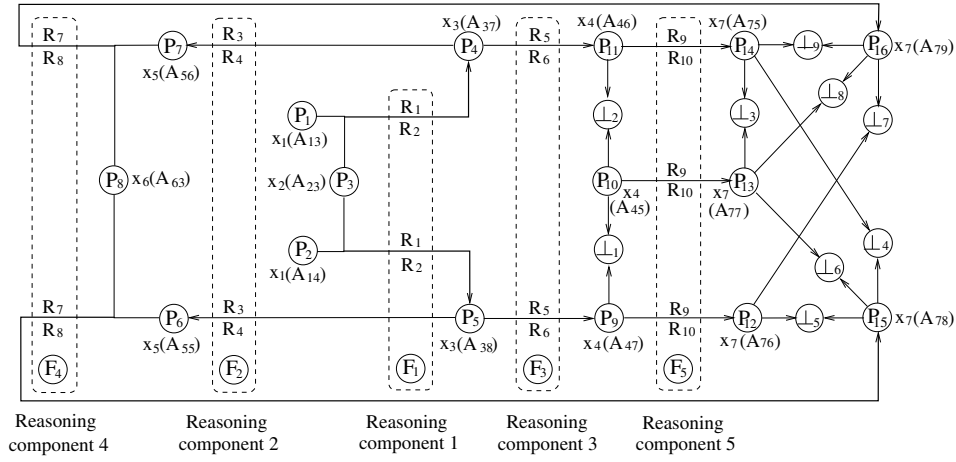 x3(A37) x4(A46) x7(A75)
R7 P7 R3 P4 R5 P11 R9 P14 ⊥9 P16
R8 R4 R6 R10 x7(A79)
x5(A56)
⊥8
P1 R1 ⊥2 ⊥3 ⊥7
R2
x1(A13)
P8 x6(A63) x2(A23) P3 P10 R9 P13
x4 R10 x7
(A45) (A77)
P2 R1 ⊥1 ⊥4
R2 ⊥6
x1(A14)
R7 P6 R3 P5 R5 P9 R9 P12 ⊥5 P15 x7(A78)
R8 R4 R6 R10
x5(A55) x3(A38) x4(A47) x7(A76)
F4 F2 F1 F3 F5
Reasoning component 4
Reasoning component 2
Reasoning component 1
Reasoning component 3
Reasoning component 5